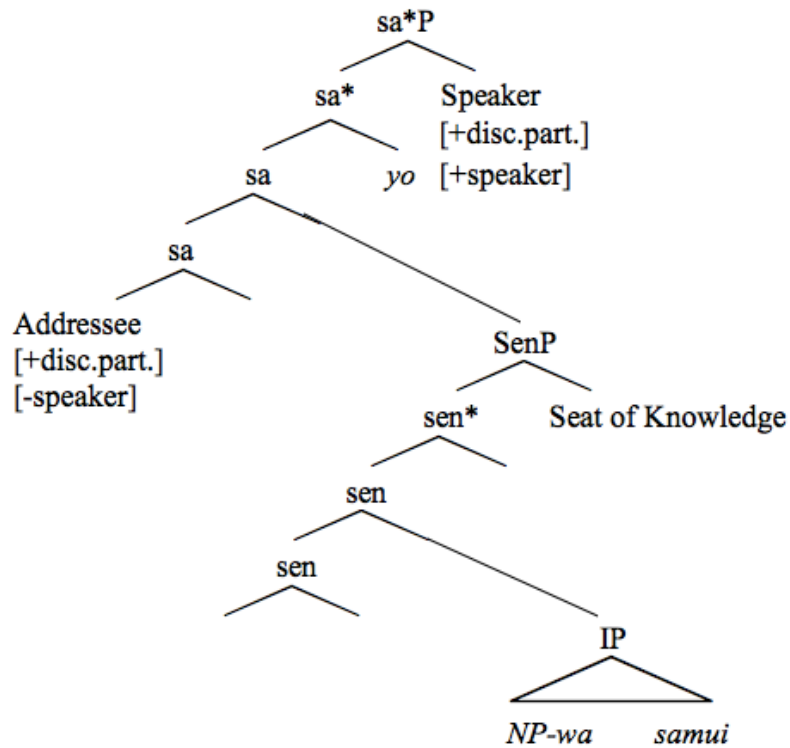 sa*P
sa* Speaker
[+disc.part.]
sa yo [+speaker]
sa
Addressee
[+disc.part.]
[-speaker]
SenP
sen* Seat of Knowledge
sen
sen
IP
NP-wa samui